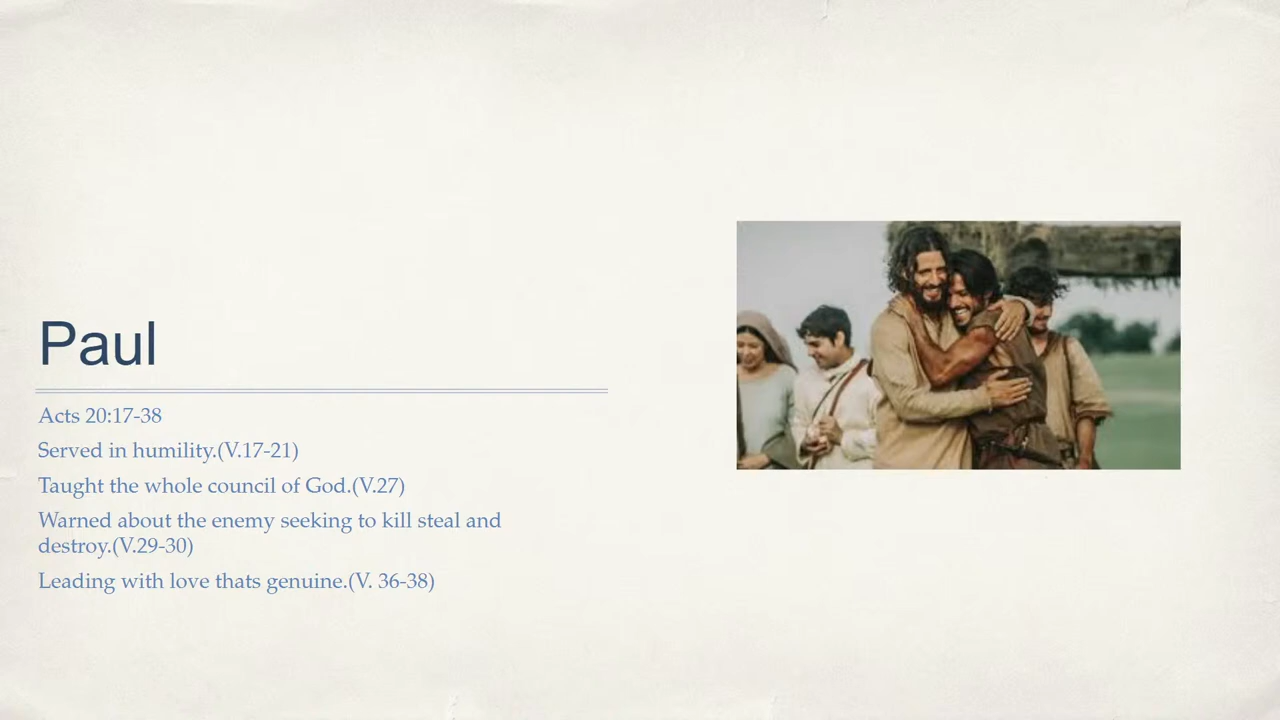 Paul
Acts 20:17-38
Served in humility.(V.17-21)
Taught the whole council of God.(V.27)
Warned about the enemy seeking to kill steal and
destroy.(V.29-30)
Leading with love thats genuine.(V. 36-38)